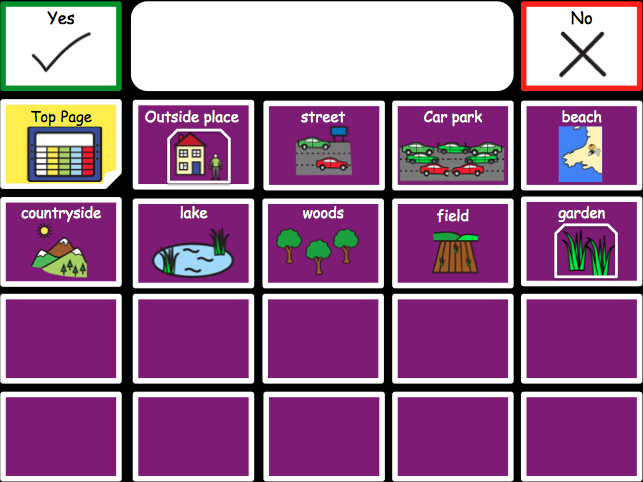 Yes
No
Top Page
Outside place
street
Car park
beach
countryside
lake
woods
field
garden